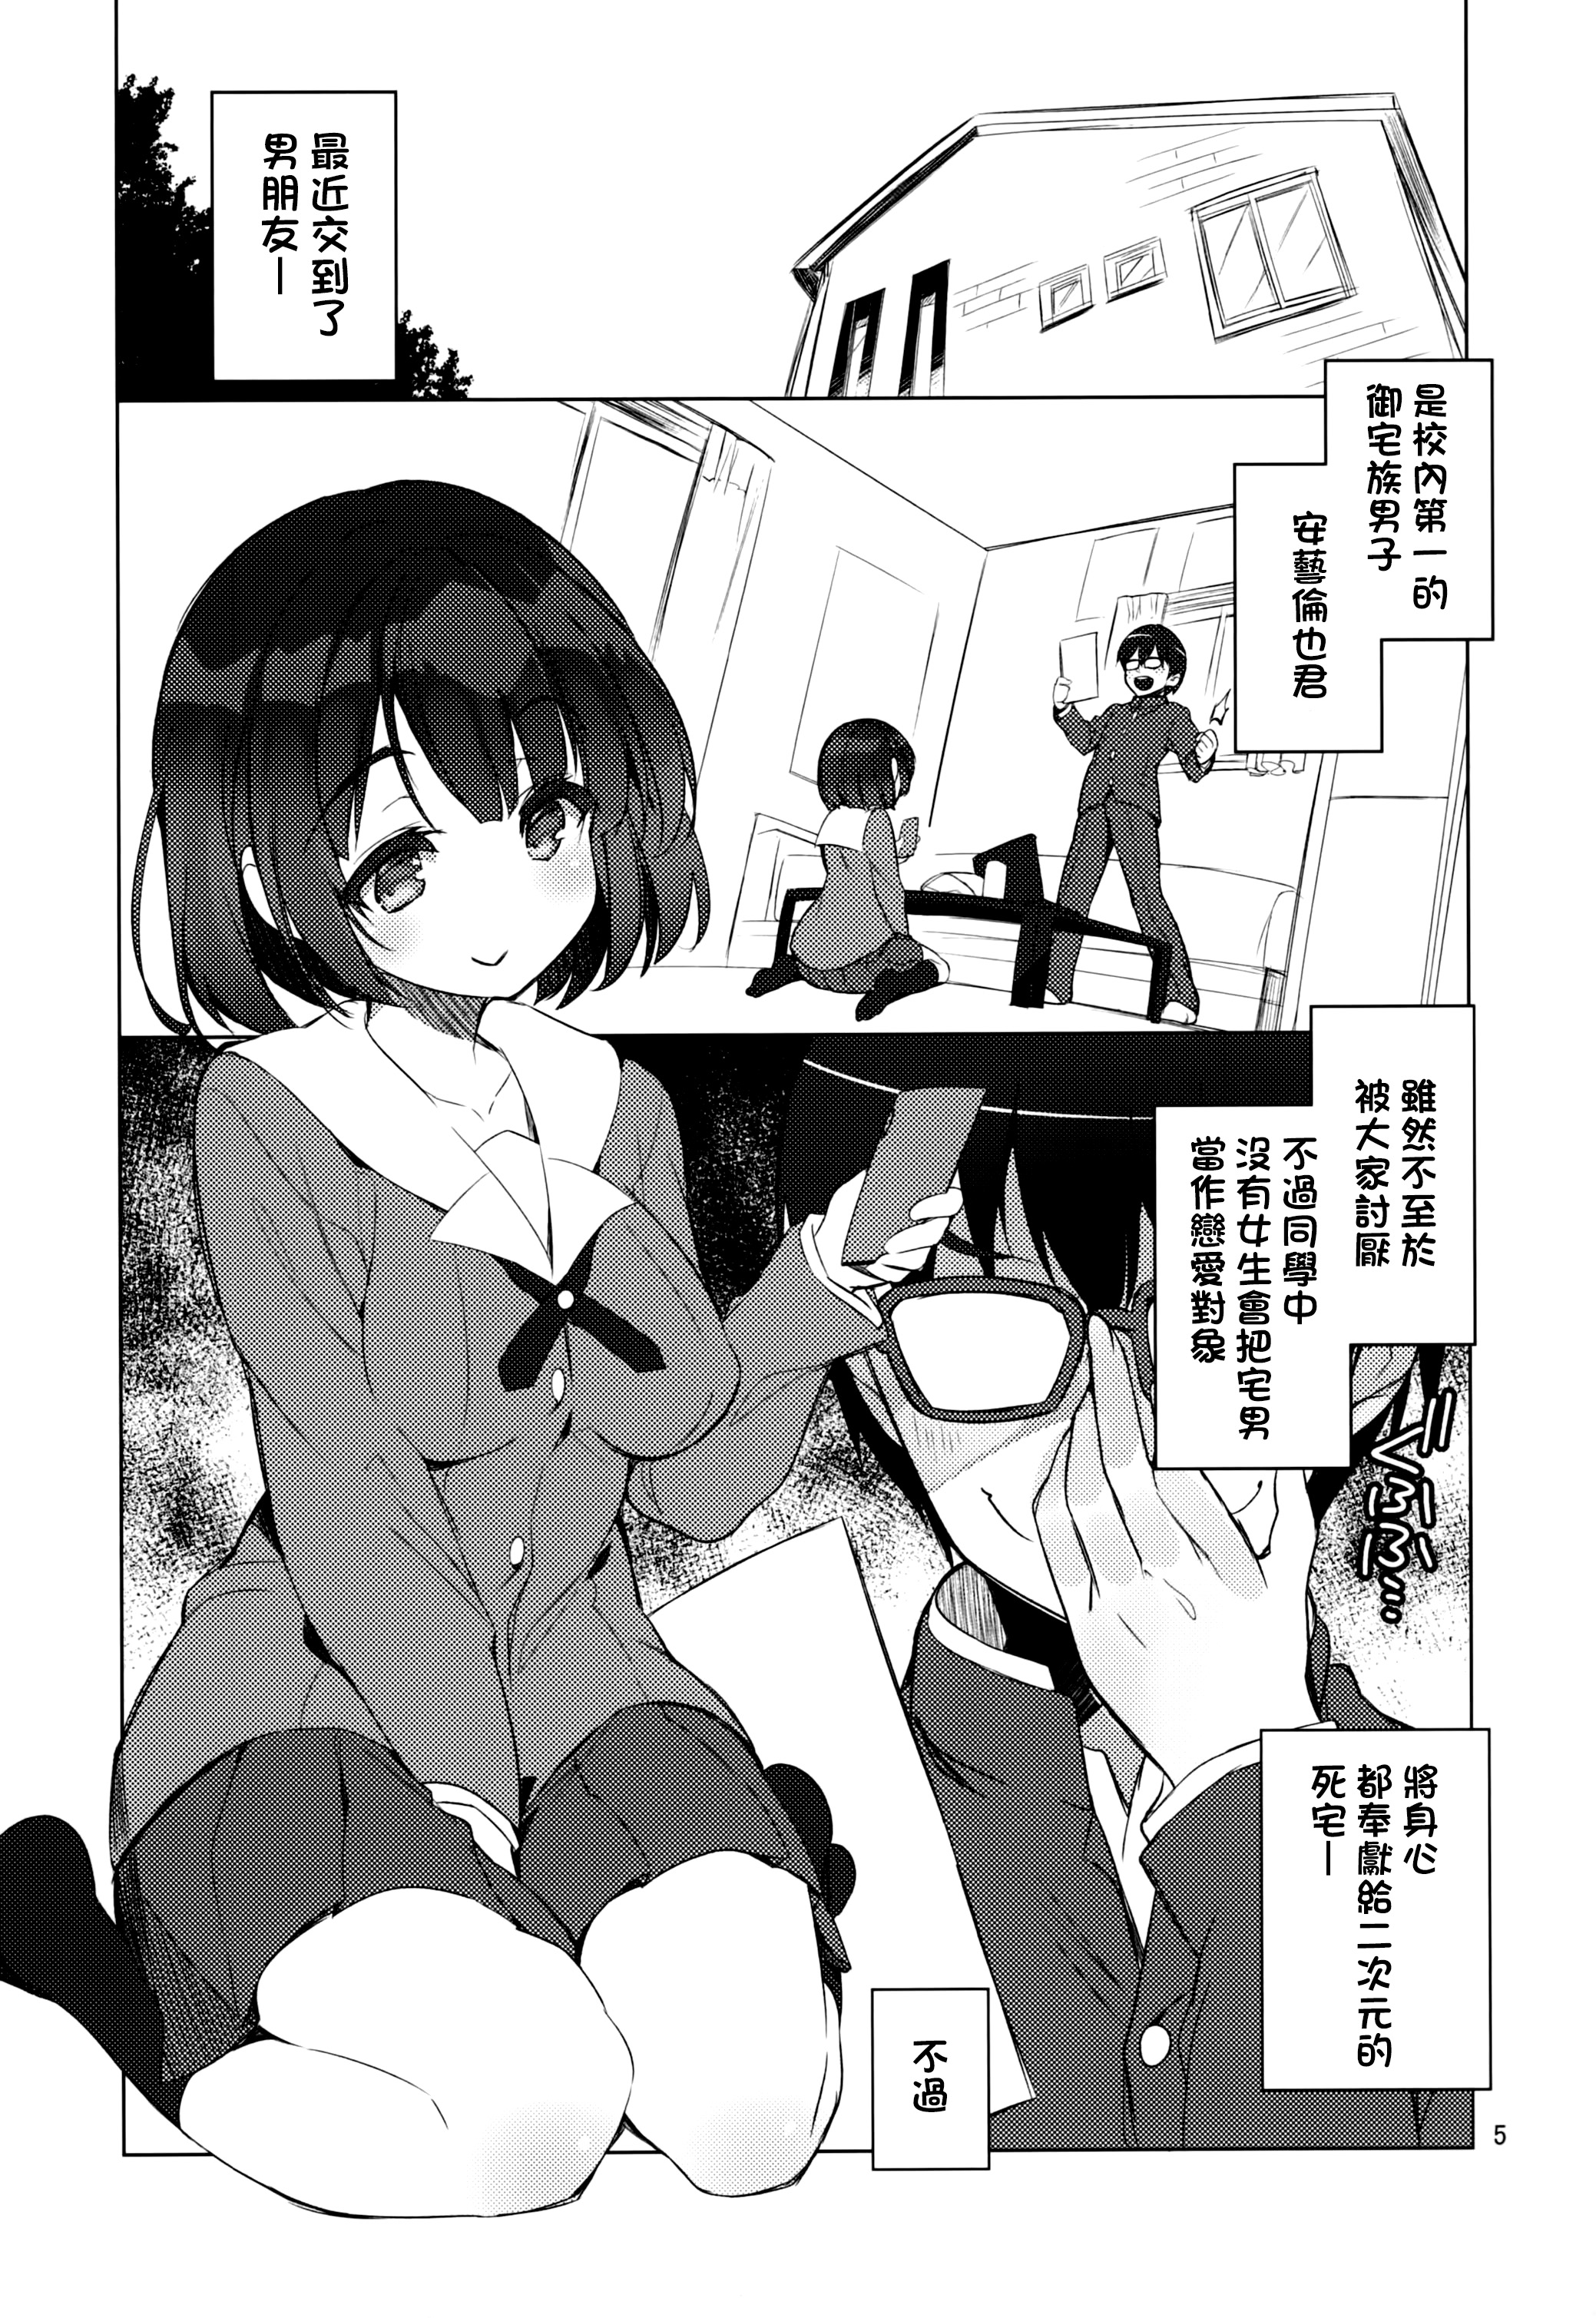 最近交到了
男朋友—
是校內第一的
御宅族男子
安藝倫也君
雖然不至於
被大家討厭
不過同學中
沒有女生會把宅男
當作戀愛對象
くふふ…
將身心
都奉獻給二次元的
死宅—
不過
5